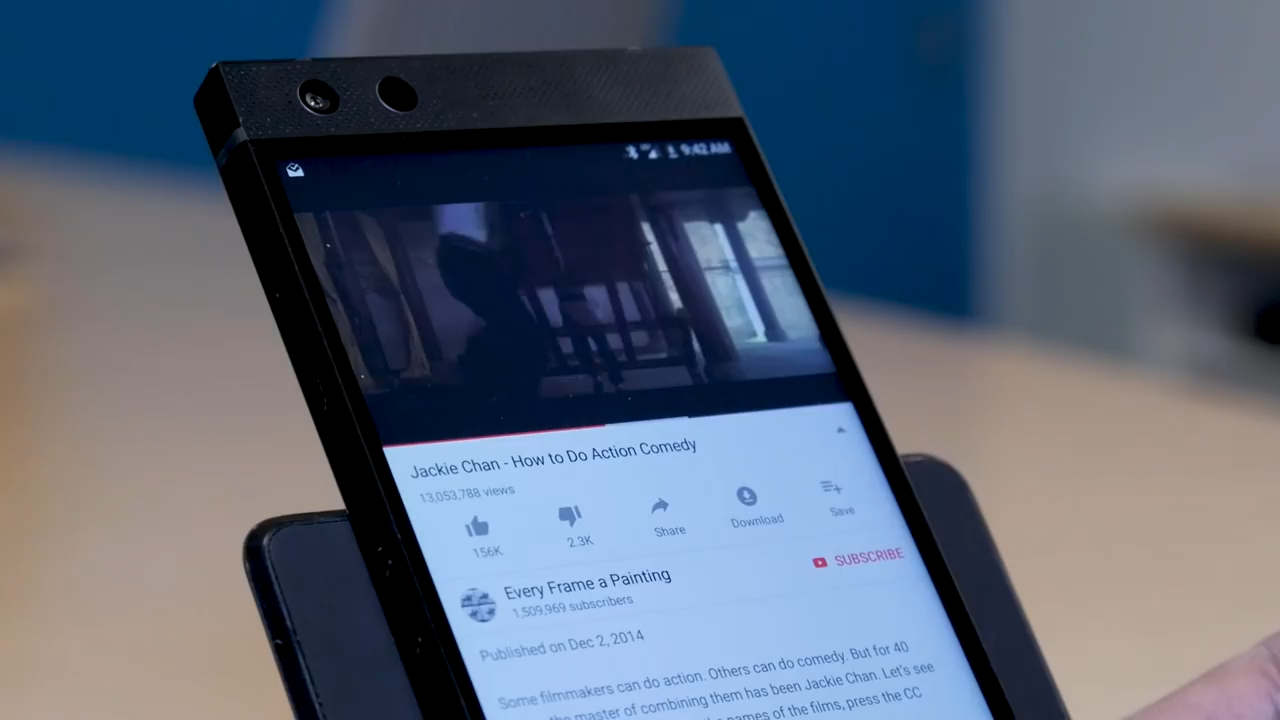 9:42 AM
Jackie Chan - How to Do Action Comedy
13,053,788 views
156K
2.3K
Share
Download
Save
Every Frame a Painting
1,509,969 subscribers
SUBSCRIBE
Published on Dec 2, 2014
Some filmmakers can do action. Others can do comedy. But for 40
the master of combining them has been Jackie Chan. Let's see
names of the films, press the CC